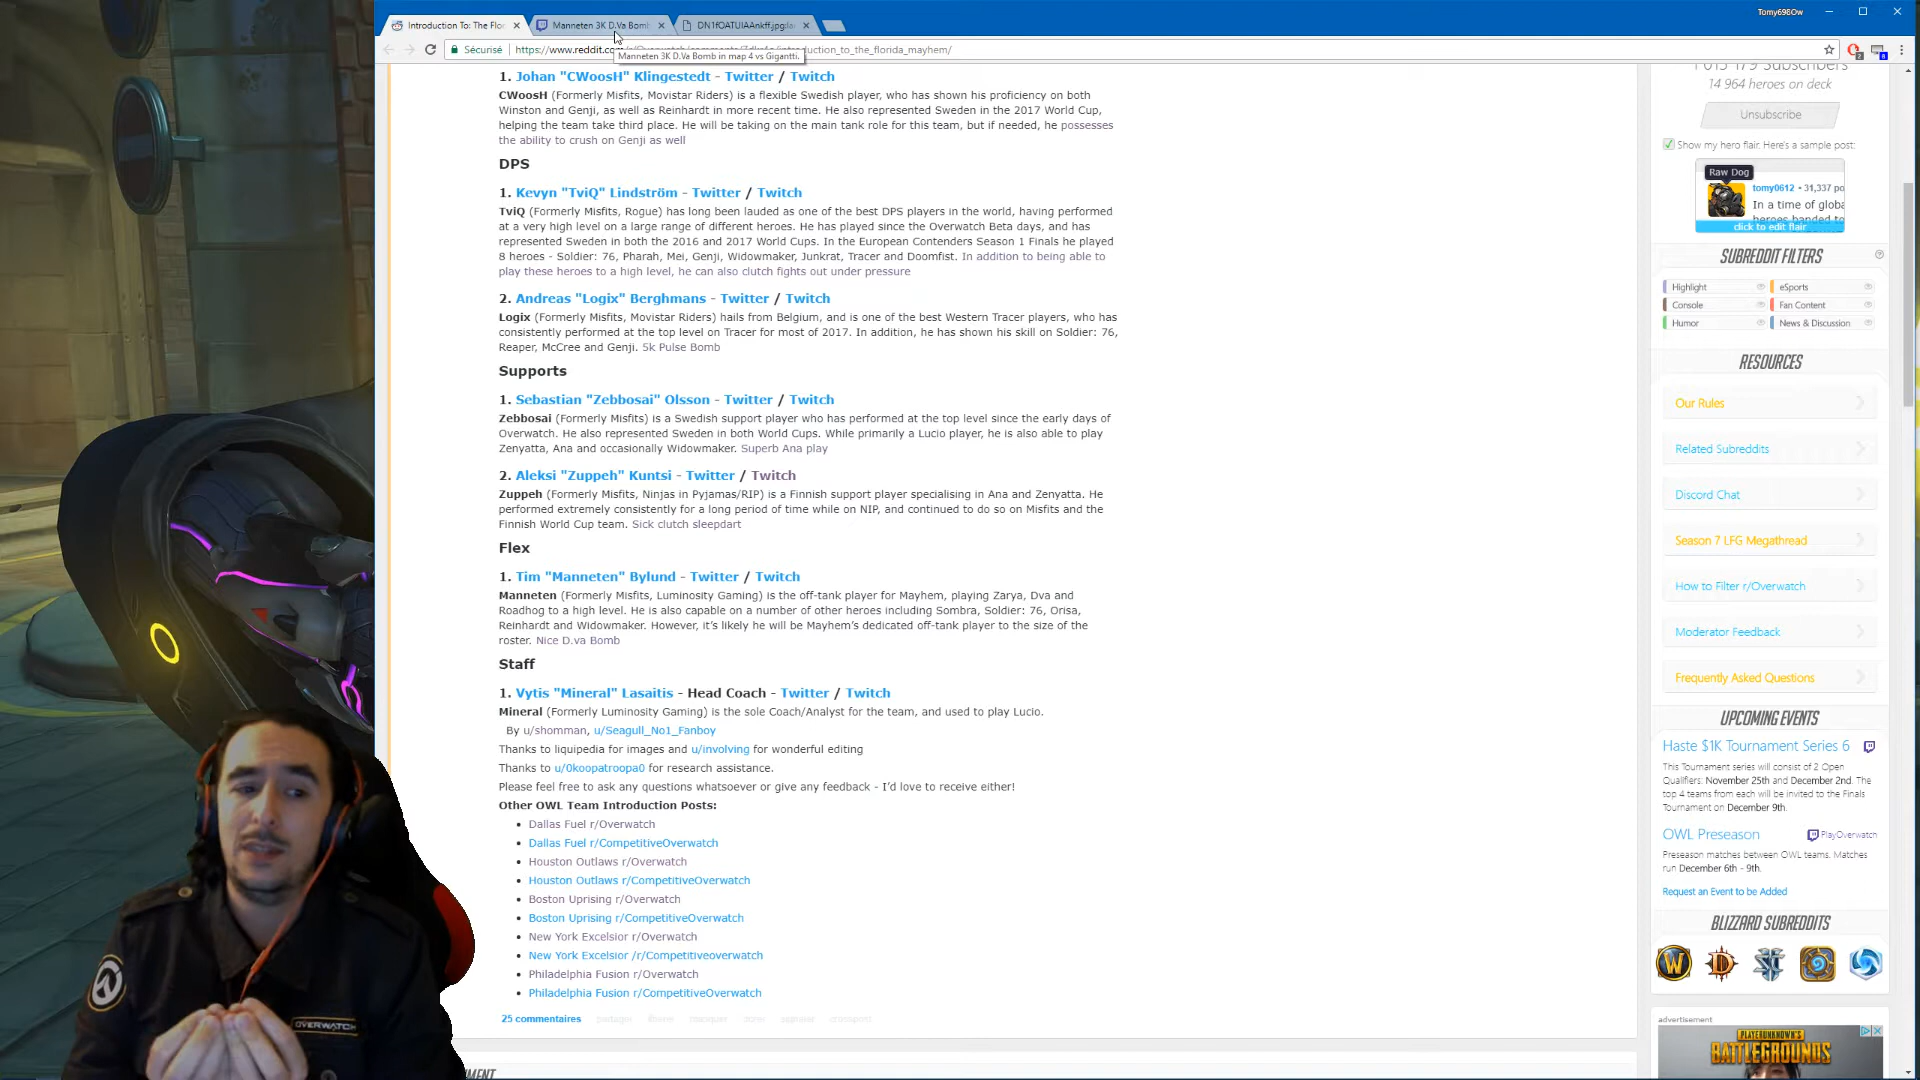 Introduction To: The Flor
Manneten 3K D.Va Bomb
DN1fOATUIAAnkff.jpg:lar
Tomy698Ow
Sécurisé
https://www.reddit.com
introduction_to_the_florida_mayhem/
Manneten 3K D.Va Bomb in map 4 vs Gigantti.
1. Johan "CWoosH" Klingestedt - Twitter / Twitch
CWoosH (Formerly Misfits, Movistar Riders) is a flexible Swedish player, who has shown his proficiency on both
Winston and Genji, as well as Reinhardt in more recent time. He also represented Sweden in the 2017 World Cup,
helping the team take third place. He will be taking on the main tank role for this team, but if needed, he possesses
the ability to crush on Genji as well
DPS
1. Kevyn "TviQ" Lindström - Twitter / Twitch
TviQ (Formerly Misfits, Rogue) has long been lauded as one of the best DPS players in the world, having performed
at a very high level on a large range of different heroes. He has played since the Overwatch Beta days, and has
represented Sweden in both the 2016 and 2017 World Cups. In the European Contenders Season 1 Finals he played
8 heroes - Soldier: 76, Pharah, Mei, Genji, Widowmaker, Junkrat, Tracer and Doomfist. In addition to being able to
play these heroes to a high level, he can also clutch fights out under pressure
2. Andreas "Logix" Berghmans - Twitter / Twitch
Logix (Formerly Misfits, Movistar Riders) hails from Belgium, and is one of the best Western Tracer players, who has
consistently performed at the top level on Tracer for most of 2017. In addition, he has shown his skill on Soldier: 76,
Reaper, McCree and Genji. 5k Pulse Bomb
Supports
1. Sebastian "Zebbosai" Olsson - Twitter / Twitch
Zebbosai (Formerly Misfits) is a Swedish support player who has performed at the top level since the early days of
Overwatch. He also represented Sweden in both World Cups. While primarily a Lucio player, he is also able to play
Zenyatta, Ana and occasionally Widowmaker. Superb Ana play
2. Aleksi "Zuppeh" Kuntsi - Twitter / Twitch
Zuppeh (Formerly Misfits, Ninjas in Pyjamas/RIP) is a Finnish support player specialising in Ana and Zenyatta. He
performed extremely consistently for a long period of time while on NIP, and continued to do so on Misfits and the
Finnish World Cup team. Sick clutch sleepdart
Flex
1. Tim "Manneten" Bylund - Twitter / Twitch
Manneten (Formerly Misfits, Luminosity Gaming) is the off-tank player for Mayhem, playing Zarya, Dva and
Roadhog to a high level. He is also capable on a number of other heroes including Sombra, Soldier: 76, Orisa,
Reinhardt and Widowmaker. However, it's likely he will be Mayhem's dedicated off-tank player to the size of the
roster. Nice D.va Bomb
Staff
1. Vytis "Mineral" Lasaitis - Head Coach - Twitter / Twitch
Mineral (Formerly Luminosity Gaming) is the sole Coach/Analyst for the team, and used to play Lucio.
By u/shomman, u/Seagull_No1_Fanboy
Thanks to liquipedia for images and u/involving for wonderful editing
Thanks to u/0koopatroopa0 for research assistance.
Please feel free to ask any questions whatsoever or give any feedback - I'd love to receive either!
Other OWL Team Introduction Posts:
Dallas Fuel r/Overwatch
Dallas Fuel r/CompetitiveOverwatch
Houston Outlaws r/Overwatch
Houston Outlaws r/CompetitiveOverwatch
Boston Uprising r/Overwatch
Boston Uprising r/CompetitiveOverwatch
New York Excelsior r/Overwatch
New York Excelsior /r/Competitiveoverwatch
Philadelphia Fusion r/Overwatch
Philadelphia Fusion r/CompetitiveOverwatch
25 commentaires
14 964 heroes on deck
Unsubscribe
Show my hero flair. Here's a sample post:
Raw Dog
tomy0612 • 31,337 po
In a time of globa
heroes banded to
click to edit flair
SUBREDDIT FILTERS
Highlight
eSports
Console
Fan Content
Humor
News & Discussion
RESOURCES
Our Rules
Related Subreddits
Discord Chat
Season 7 LFG Megathread
How to Filter r/Overwatch
Moderator Feedback
Frequently Asked Questions
UPCOMING EVENTS
Haste $1K Tournament Series 6
This Tournament series will consist of 2 Open
Qualifiers: November 25th and December 2nd. The
top 4 teams from each will be invited to the Finals
Tournament on December 9th.
OWL Preseason
PlayOverwatch
Preseason matches between OWL teams. Matches
run December 6th - 9th.
Request an Event to be Added
BLIZZARD SUBREDDITS
advertisement
PLAYERUNKNOWN'S
BATTLEGROUNDS
OVERWATCH